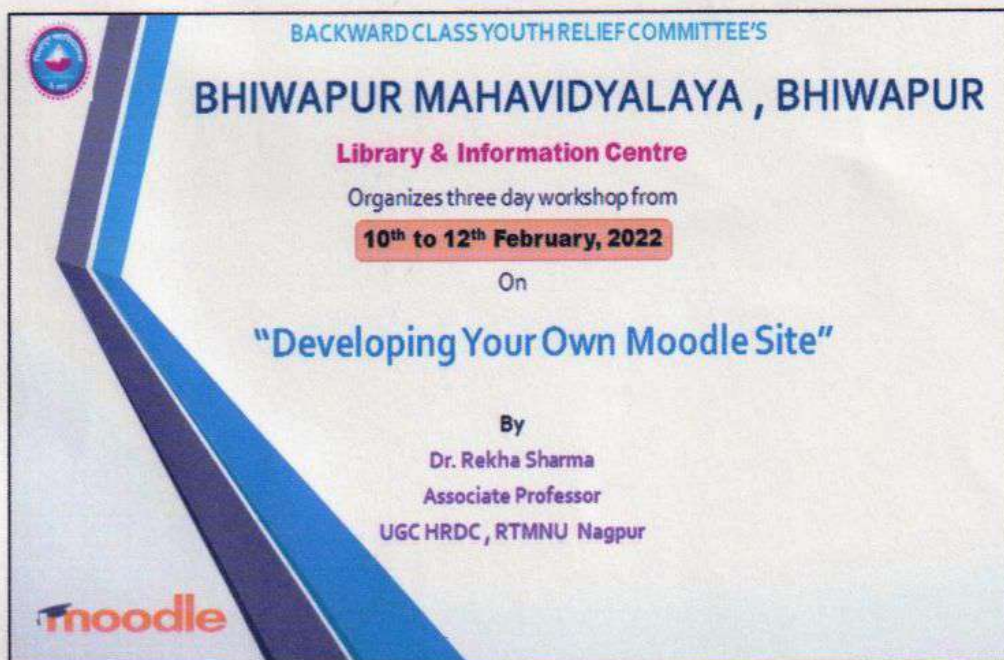 BACKWARD CLASS YOUTH RELIEF COMMITTEE'S
BHIWAPUR MAHAVIDYALAYA , BHIWAPUR
Library & Information Centre
Organizes three day workshop from
10th to 12th February, 2022
On
"Developing Your Own Moodle Site"
By
Dr. Rekha Sharma
Associate Professor
UGC HRDC , RTMNU Nagpur
moodle